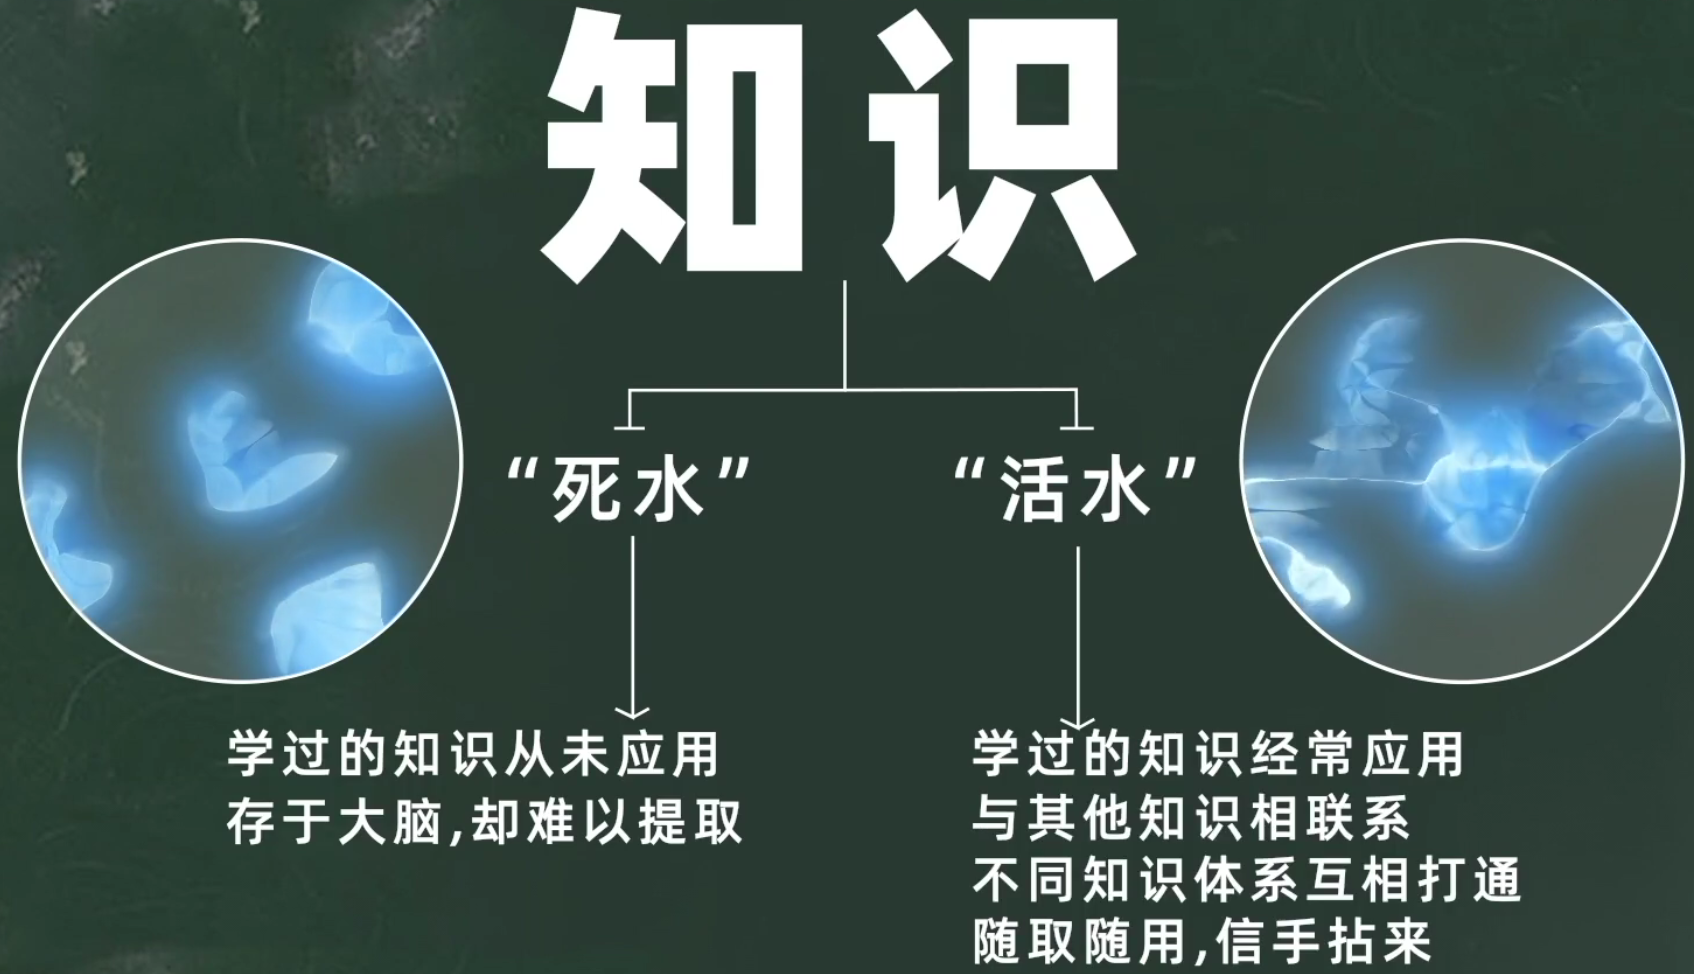 知识
“死水”
“活水”
学过的知识从未应用
存于大脑,却难以提取
学过的知识经常应用
与其他知识相联系
不同知识体系互相打通
随取随用,信手拈来